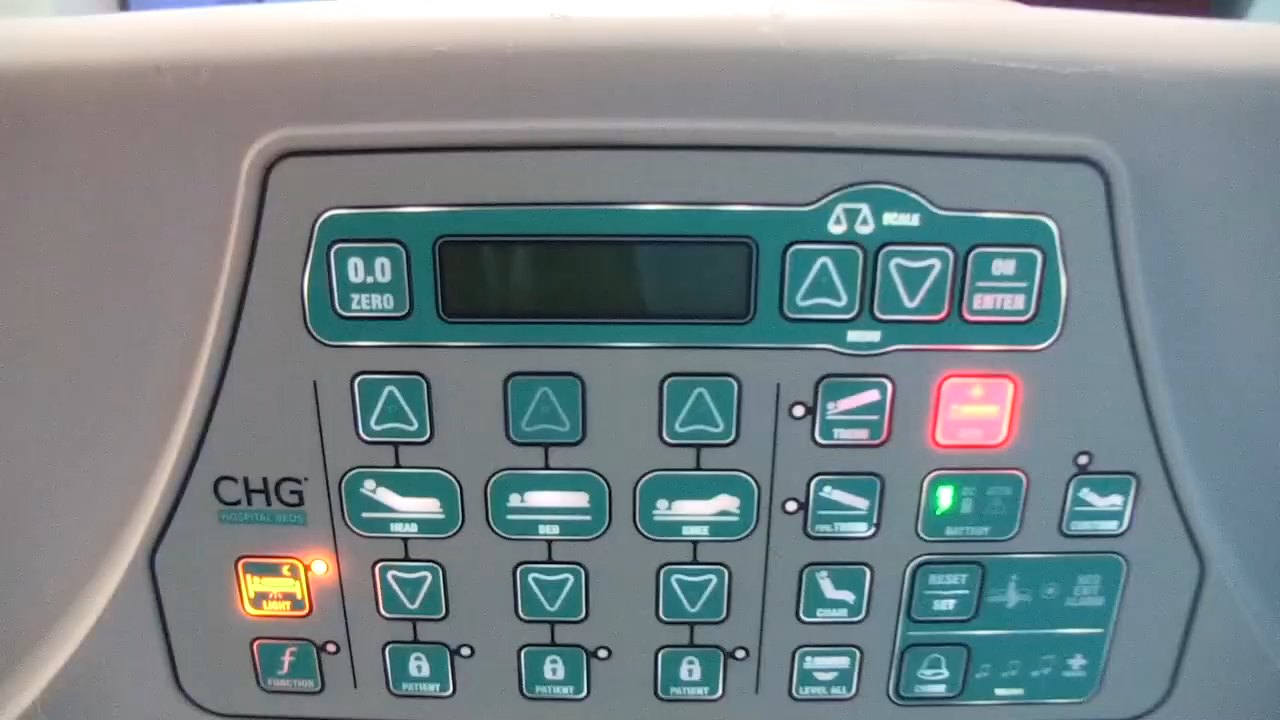 SCALE
0.0
ZERO
ON
ENTER
MENU
CHG
HOSPITAL BEDS
HEAD
BED
KNEE
TREND
BATTERY
CONTOUR
LIGHT
FUNCTION
PATIENT
PATIENT
PATIENT
CHAIR
LEVEL ALL
RESET
SET
BED
EXIT
ALARM